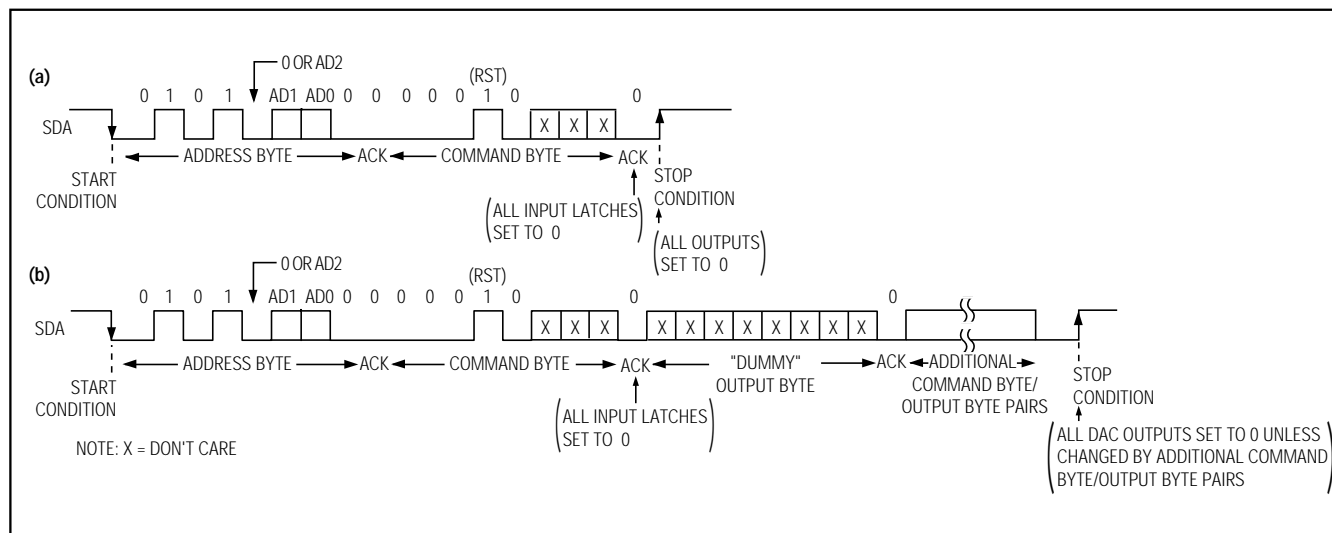 (a)
0 OR AD2
0 1 0 1 AD1 AD0 0 0 0 0 0 (RST) 1 0 0
SDA
X X X
ADDRESS BYTE ACK COMMAND BYTE ACK
START
CONDITION
STOP
CONDITION
(ALL INPUT LATCHES
SET TO 0)
(ALL OUTPUTS
SET TO 0)
(b)
0 OR AD2
0 1 0 1 AD1 AD0 0 0 0 0 0 (RST) 1 0 0 0
SDA
X X X X X X X X X X X
ADDRESS BYTE ACK COMMAND BYTE ACK "DUMMY"
OUTPUT BYTE
ACK ADDITIONAL
COMMAND BYTE/
OUTPUT BYTE PAIRS
START
CONDITION
STOP
CONDITION
(ALL INPUT LATCHES
SET TO 0)
NOTE: X = DON'T CARE
(ALL DAC OUTPUTS SET TO 0 UNLESS
CHANGED BY ADDITIONAL COMMAND
BYTE/OUTPUT BYTE PAIRS)